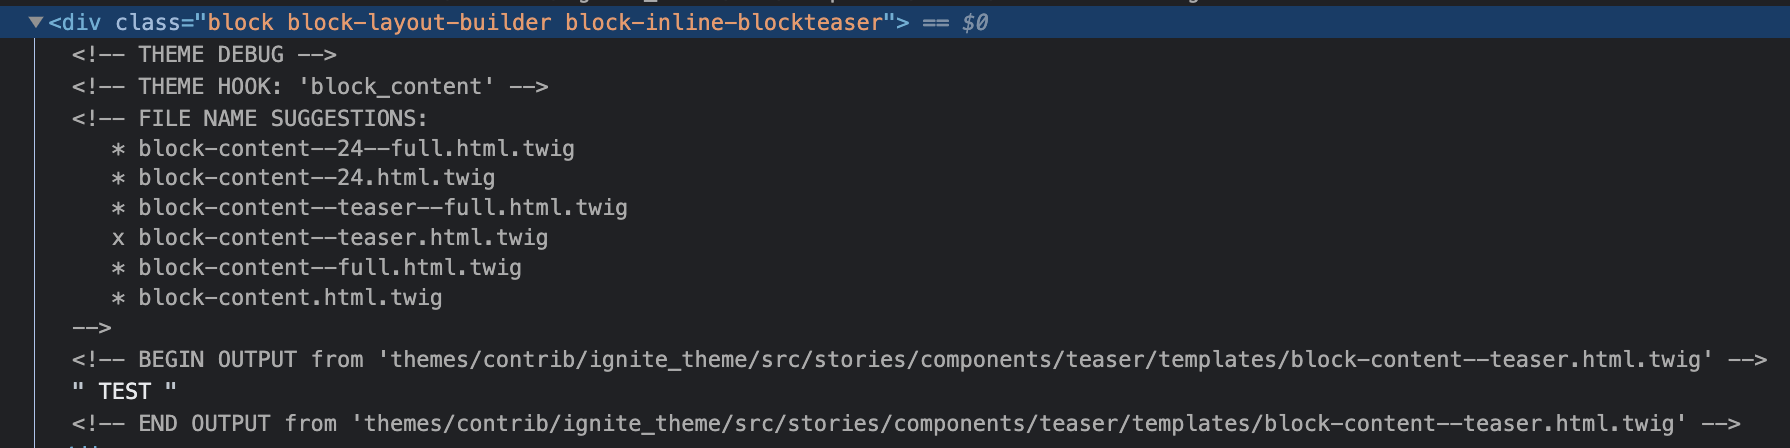 ▼<div class="block block-layout-builder block-inline-blockteaser"> == $0
<!-- THEME DEBUG -->
<!-- THEME HOOK: 'block_content' -->
<!-- FILE NAME SUGGESTIONS:
* block-content--24--full.html.twig
* block-content--24.html.twig
* block-content--teaser--full.html.twig
x block-content--teaser.html.twig
* block-content--full.html.twig
* block-content.html.twig
-->
<!-- BEGIN OUTPUT from 'themes/contrib/ignite_theme/src/stories/components/teaser/templates/block-content--teaser.html.twig' -->
" TEST "
<!-- END OUTPUT from 'themes/contrib/ignite_theme/src/stories/components/teaser/templates/block-content--teaser.html.twig' -->